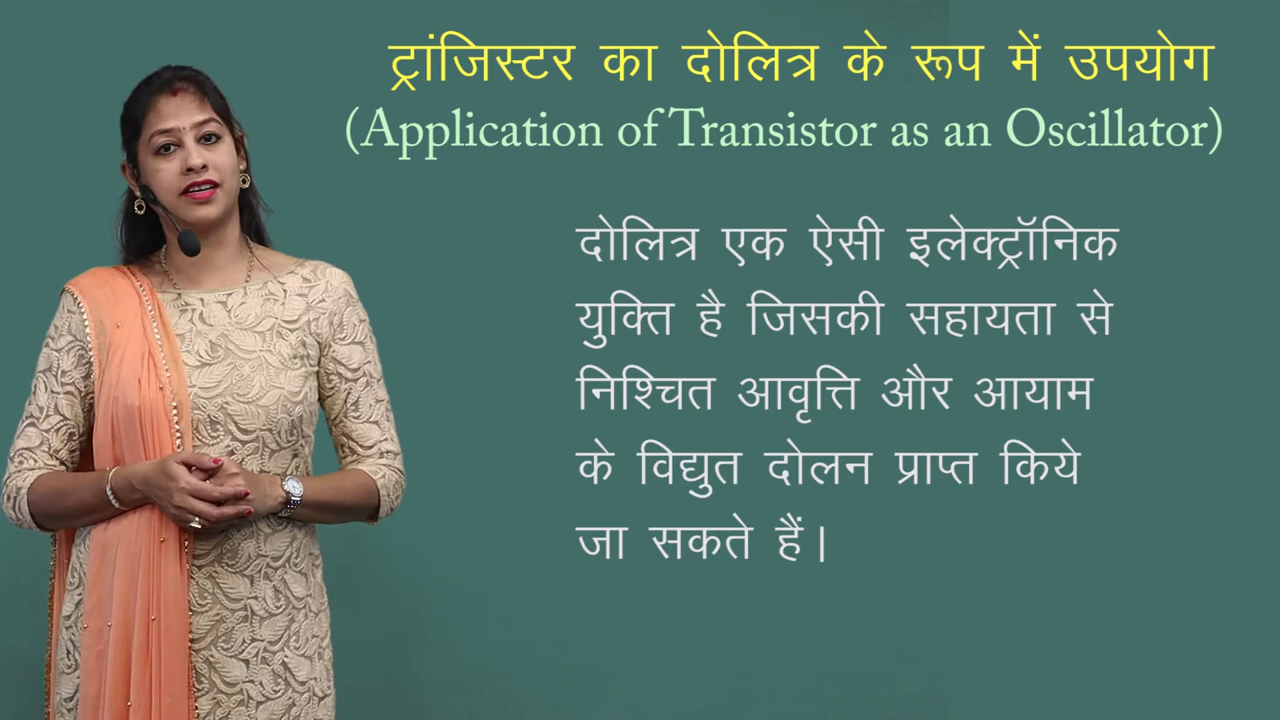 ट्रांजिस्टर का दोलित्र के रूप में उपयोग
(Application of Transistor as an Oscillator)
दोलित्र एक ऐसी इलेक्ट्रॉनिक
युक्ति है जिसकी सहायता से
निश्चित आवृत्ति और आयाम
के विद्युत दोलन प्राप्त किये
जा सकते हैं।